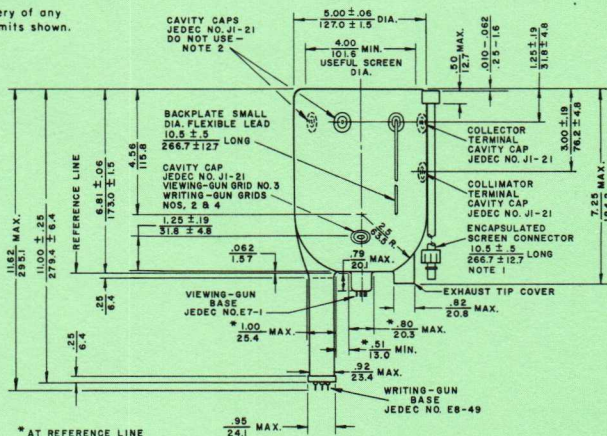 ery of any
mits shown.
CAVITY CAPS
JEDEC NO. J1-21
DO NOT USE-
NOTE 2
5.00±.06
127.0±1.5
DIA.
4.00
101.6
MIN.
USEFUL SCREEN
DIA.
.50 MAX.
12.7
.010-.062
.25-1.6
1.25±.19
31.8±4.8
BACKPLATE SMALL
DIA. FLEXIBLE LEAD
10.5±.5
266.7±12.7
LONG
COLLECTOR
TERMINAL
CAVITY CAP
JEDEC NO. J1-21
3.00±.19
76.2±4.8
4.56
115.8
CAVITY CAP
JEDEC NO. J1-21
VIEWING-GUN GRID NO.3
WRITING-GUN GRIDS
NOS, 2 & 4
COLLIMATOR
TERMINAL
CAVITY CAP
JEDEC NO. J1-21
7.25 MAX.
REFERENCE LINE
6.81±.06
173.0±1.5
REFERENCE LINE
11.00±.25
279.4±6.4
11.62 MAX.
295.1
1.25±.19
31.8±4.8
2.5 R.
63.5
ENCAPSULATED
SCREEN CONNECTOR
10.5±.5
266.7±12.7
LONG
NOTE 1
.062
1.57
.79
20.1
MAX.
EXHAUST TIP COVER
.25
6.4
VIEWING-GUN
BASE
JEDEC NO. E7-1
.82
20.8
MAX.
*1.00
25.4
MAX.
*.80
20.3
MAX.
*.51
13.0
MIN.
.25
6.4
.92
23.4
MAX.
WRITING-GUN
BASE
JEDEC NO. E8-49
*AT REFERENCE LINE
.95
24.1
MAX.